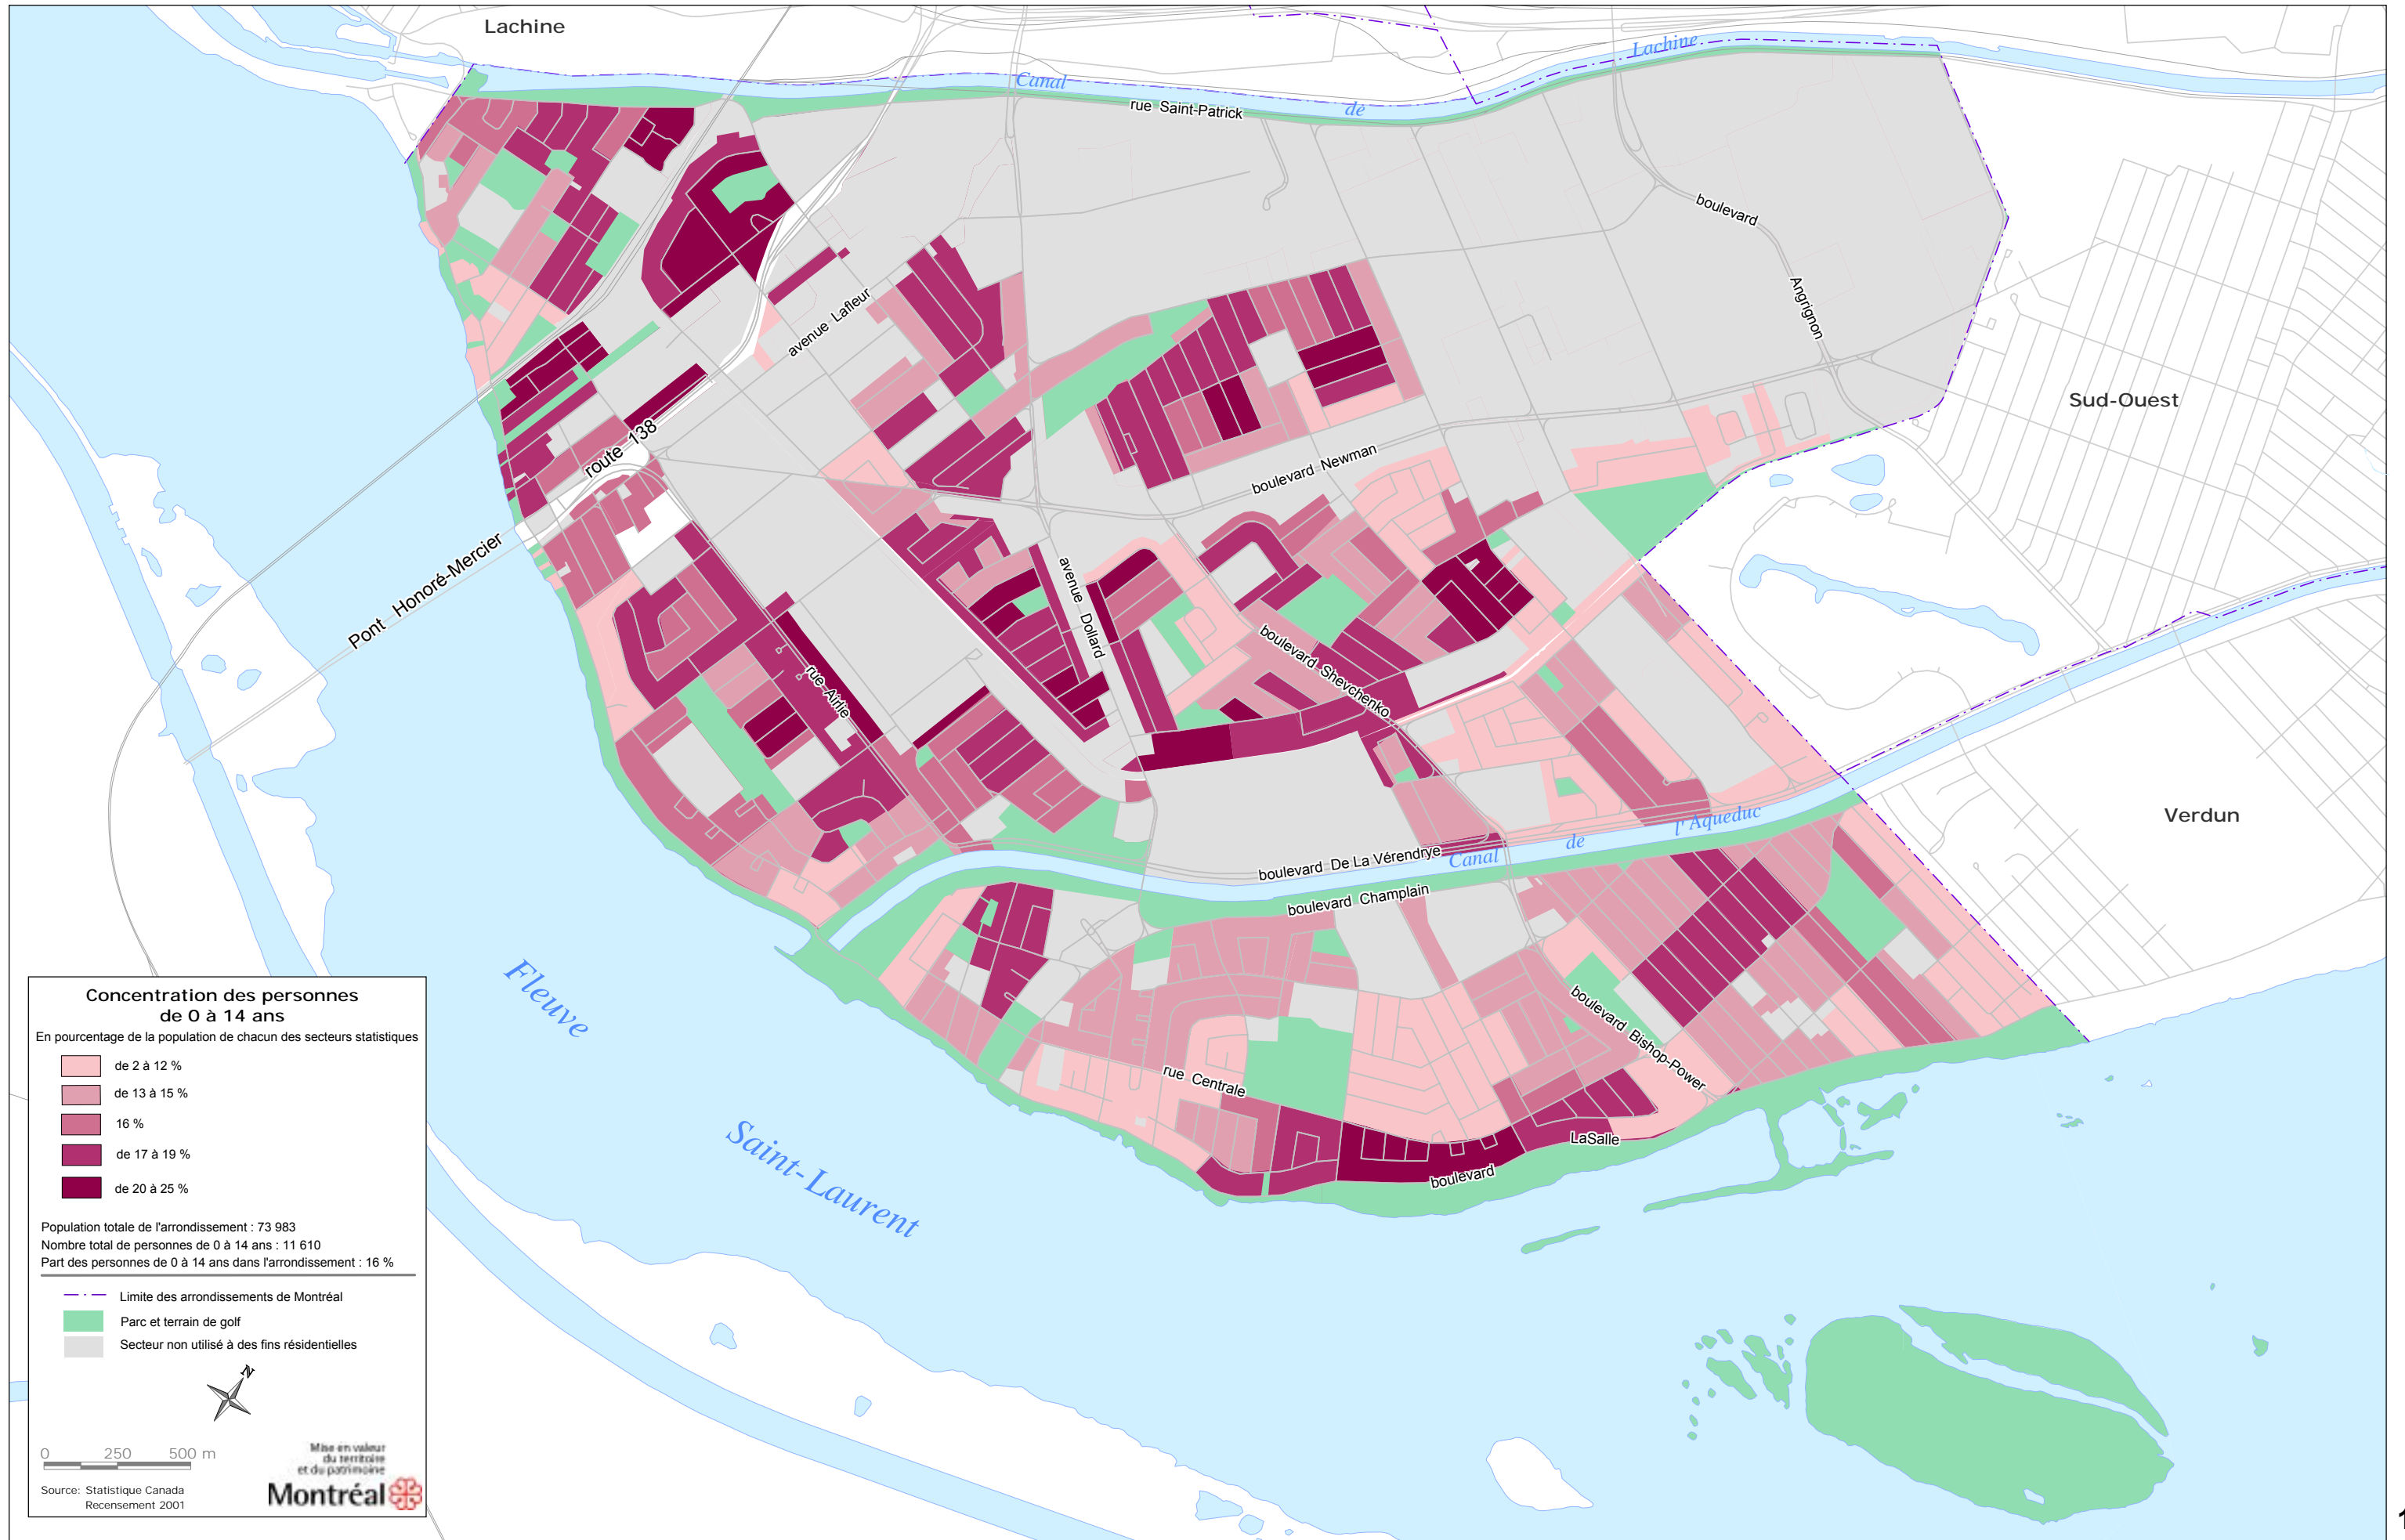 Lachine
Canal
de
Lachine
rue Saint-Patrick
boulevard
Angrignon
avenue Lafleur
Sud-Ouest
route 138
boulevard Newman
Pont Honoré-Mercier
avenue Dollard
boulevard Shevchenko
rue Airlie
Verdun
Canal
de
l'Aqueduc
boulevard De La Vérendrye
boulevard Champlain
Fleuve
Saint-Laurent
boulevard Bishop-Power
rue Centrale
LaSalle
boulevard
Concentration des personnes
de 0 à 14 ans
En pourcentage de la population de chacun des secteurs statistiques
de 2 à 12 %
de 13 à 15 %
16 %
de 17 à 19 %
de 20 à 25 %
Population totale de l'arrondissement : 73 983
Nombre total de personnes de 0 à 14 ans : 11 610
Part des personnes de 0 à 14 ans dans l'arrondissement : 16 %
Limite des arrondissements de Montréal
Parc et terrain de golf
Secteur non utilisé à des fins résidentielles
N
0 250 500 m
Mise en valeur
du territoire
et du patrimoine
Montréal
Source: Statistique Canada
Recensement 2001